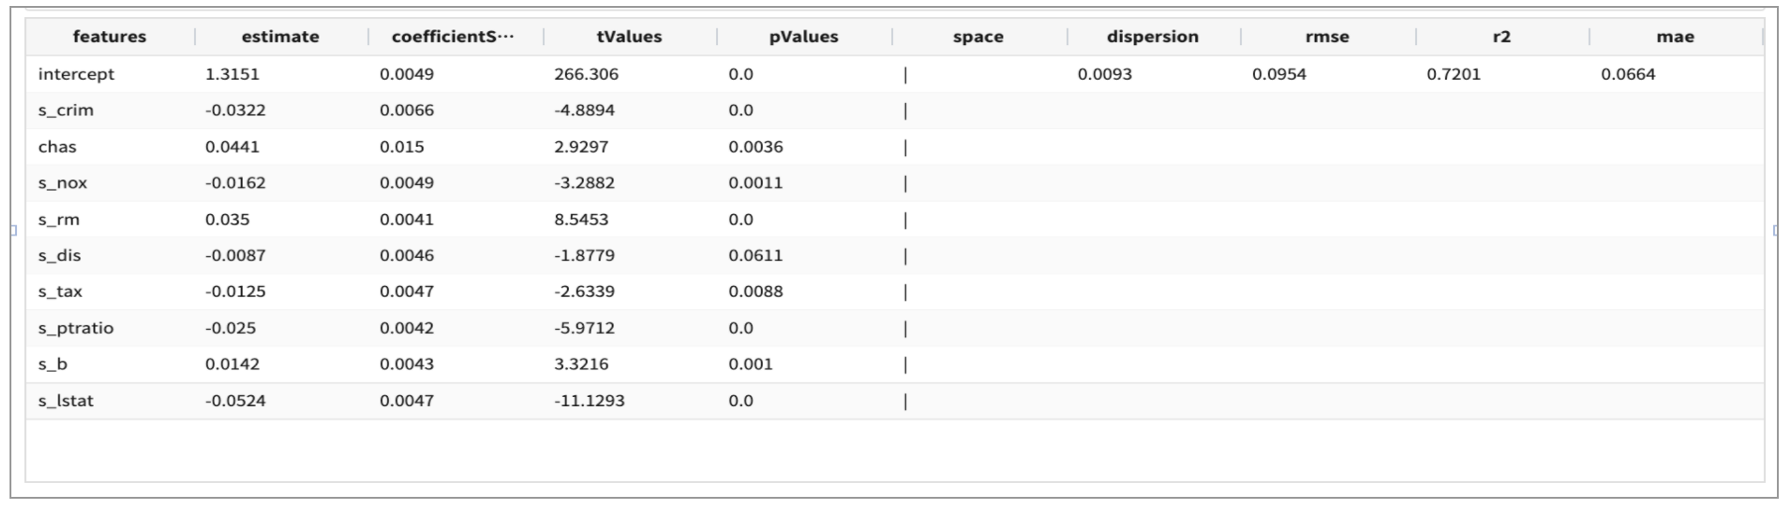 features estimate coefficientS··· tValues pValues space dispersion rmse r2 mae
intercept 1.3151 0.0049 266.306 0.0 | 0.0093 0.0954 0.7201 0.0664
s_crim -0.0322 0.0066 -4.8894 0.0 |
chas 0.0441 0.015 2.9297 0.0036 |
s_nox -0.0162 0.0049 -3.2882 0.0011 |
s_rm 0.035 0.0041 8.5453 0.0 |
s_dis -0.0087 0.0046 -1.8779 0.0611 |
s_tax -0.0125 0.0047 -2.6339 0.0088 |
s_ptratio -0.025 0.0042 -5.9712 0.0 |
s_b 0.0142 0.0043 3.3216 0.001 |
s_lstat -0.0524 0.0047 -11.1293 0.0 |